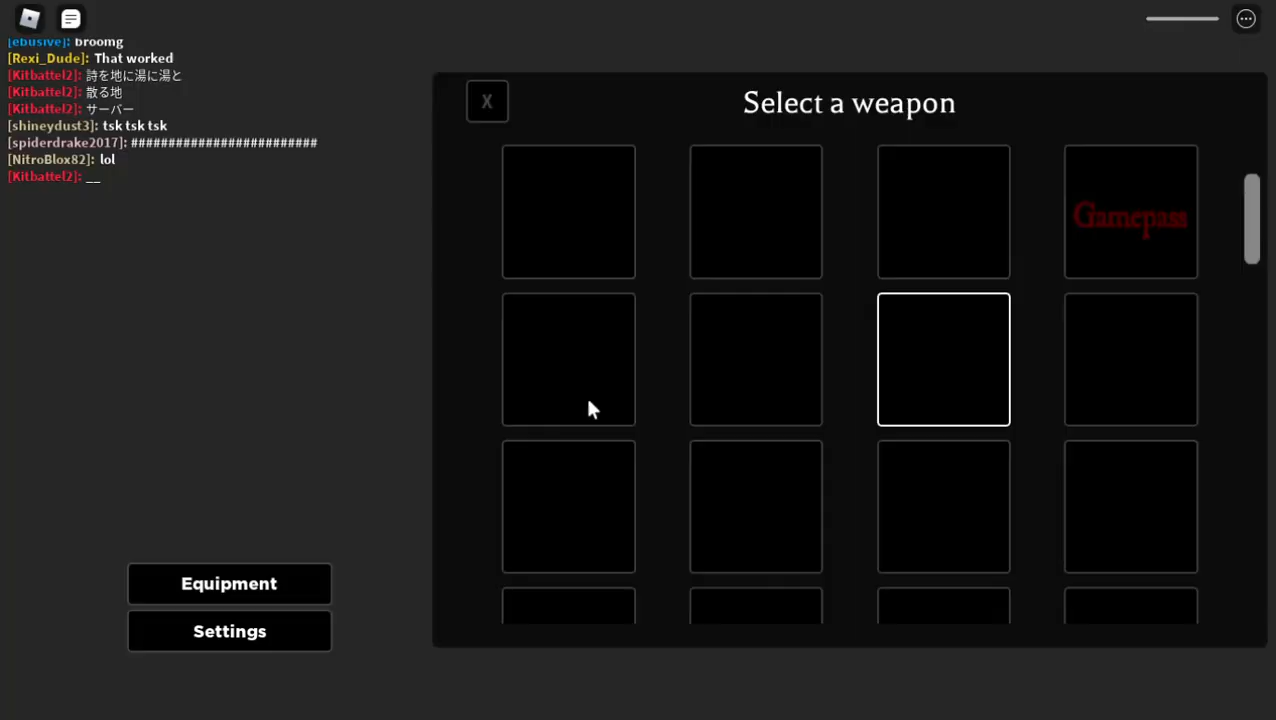 [ebusive]: broomg
[Rexi_Dude]: That worked
[Kitbattel2]: 詩を地に湯に湯と
[Kitbattel2]: 散る地
[Kitbattel2]: サーバー
[shineydust3]: tsk tsk tsk
[spiderdrake2017]: #########################
[NitroBlox82]: lol
[Kitbattel2]: __
X
Select a weapon
Gamepass
Equipment
Settings